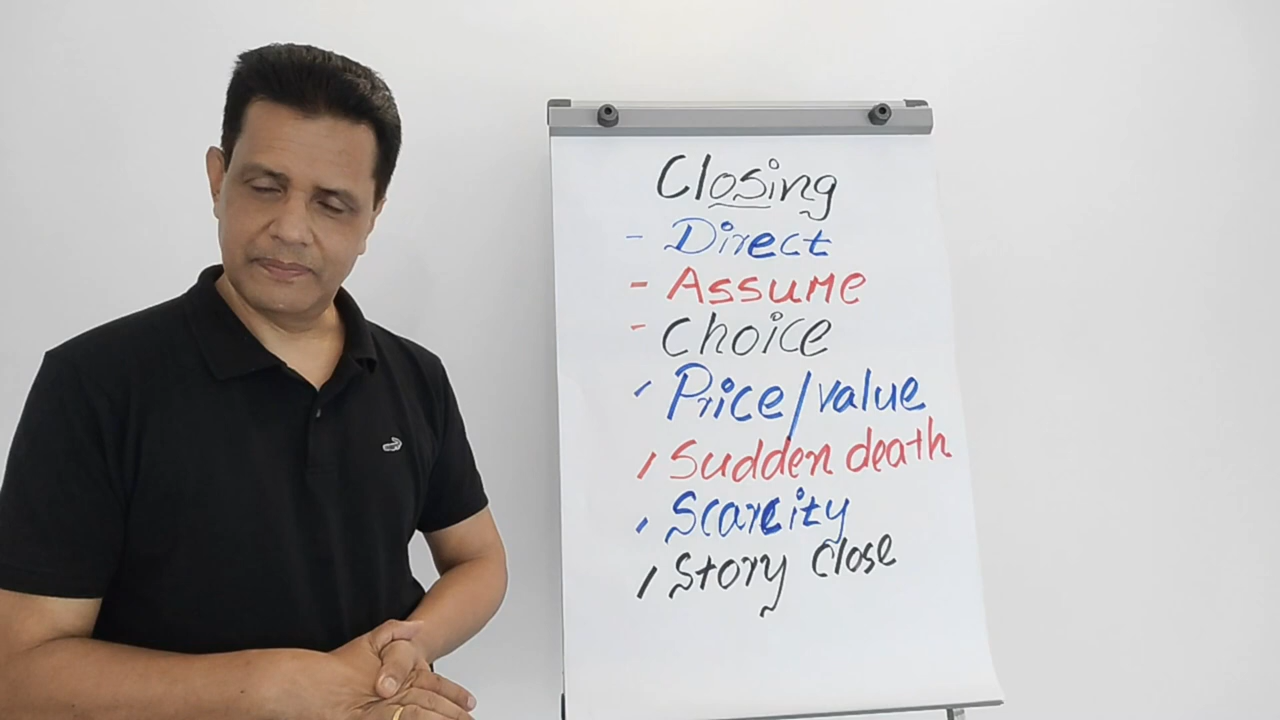 Closing
- Direct
- Assume
- Choice
- Price/value
- Sudden death
- Scarcity
- Story Close